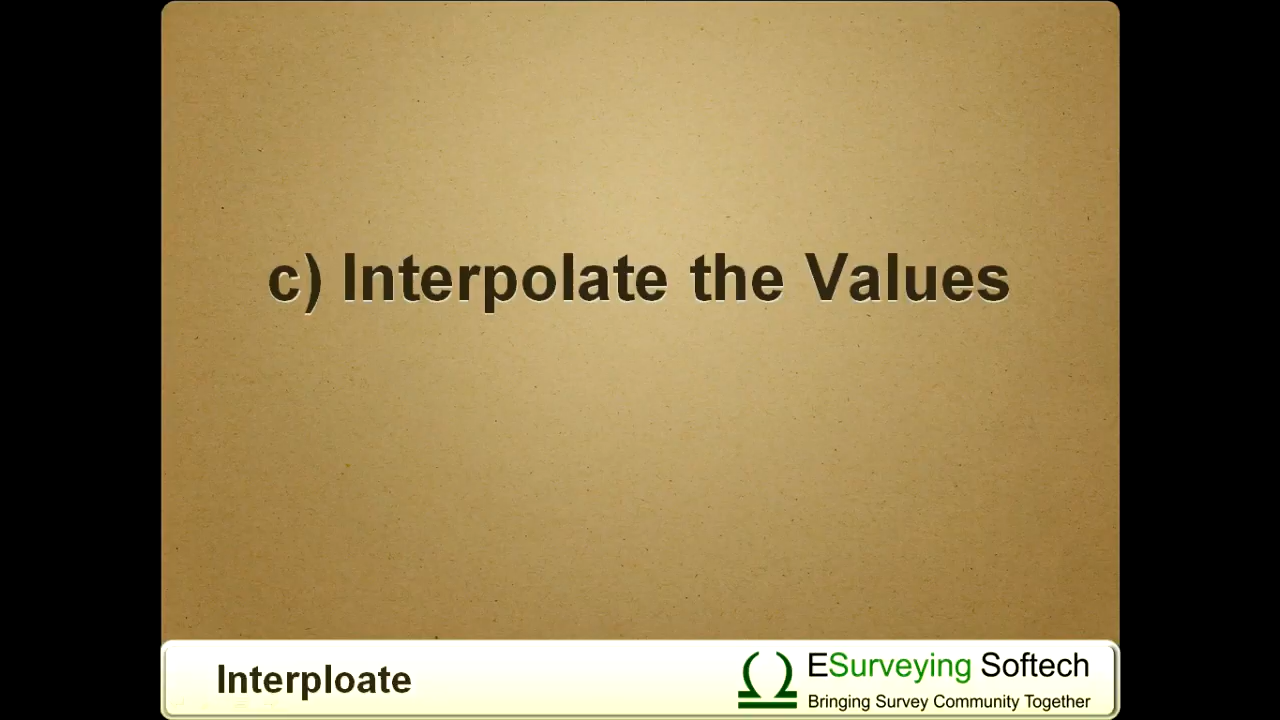 c) Interpolate the Values
Interploate
ESurveying Softech
Bringing Survey Community Together